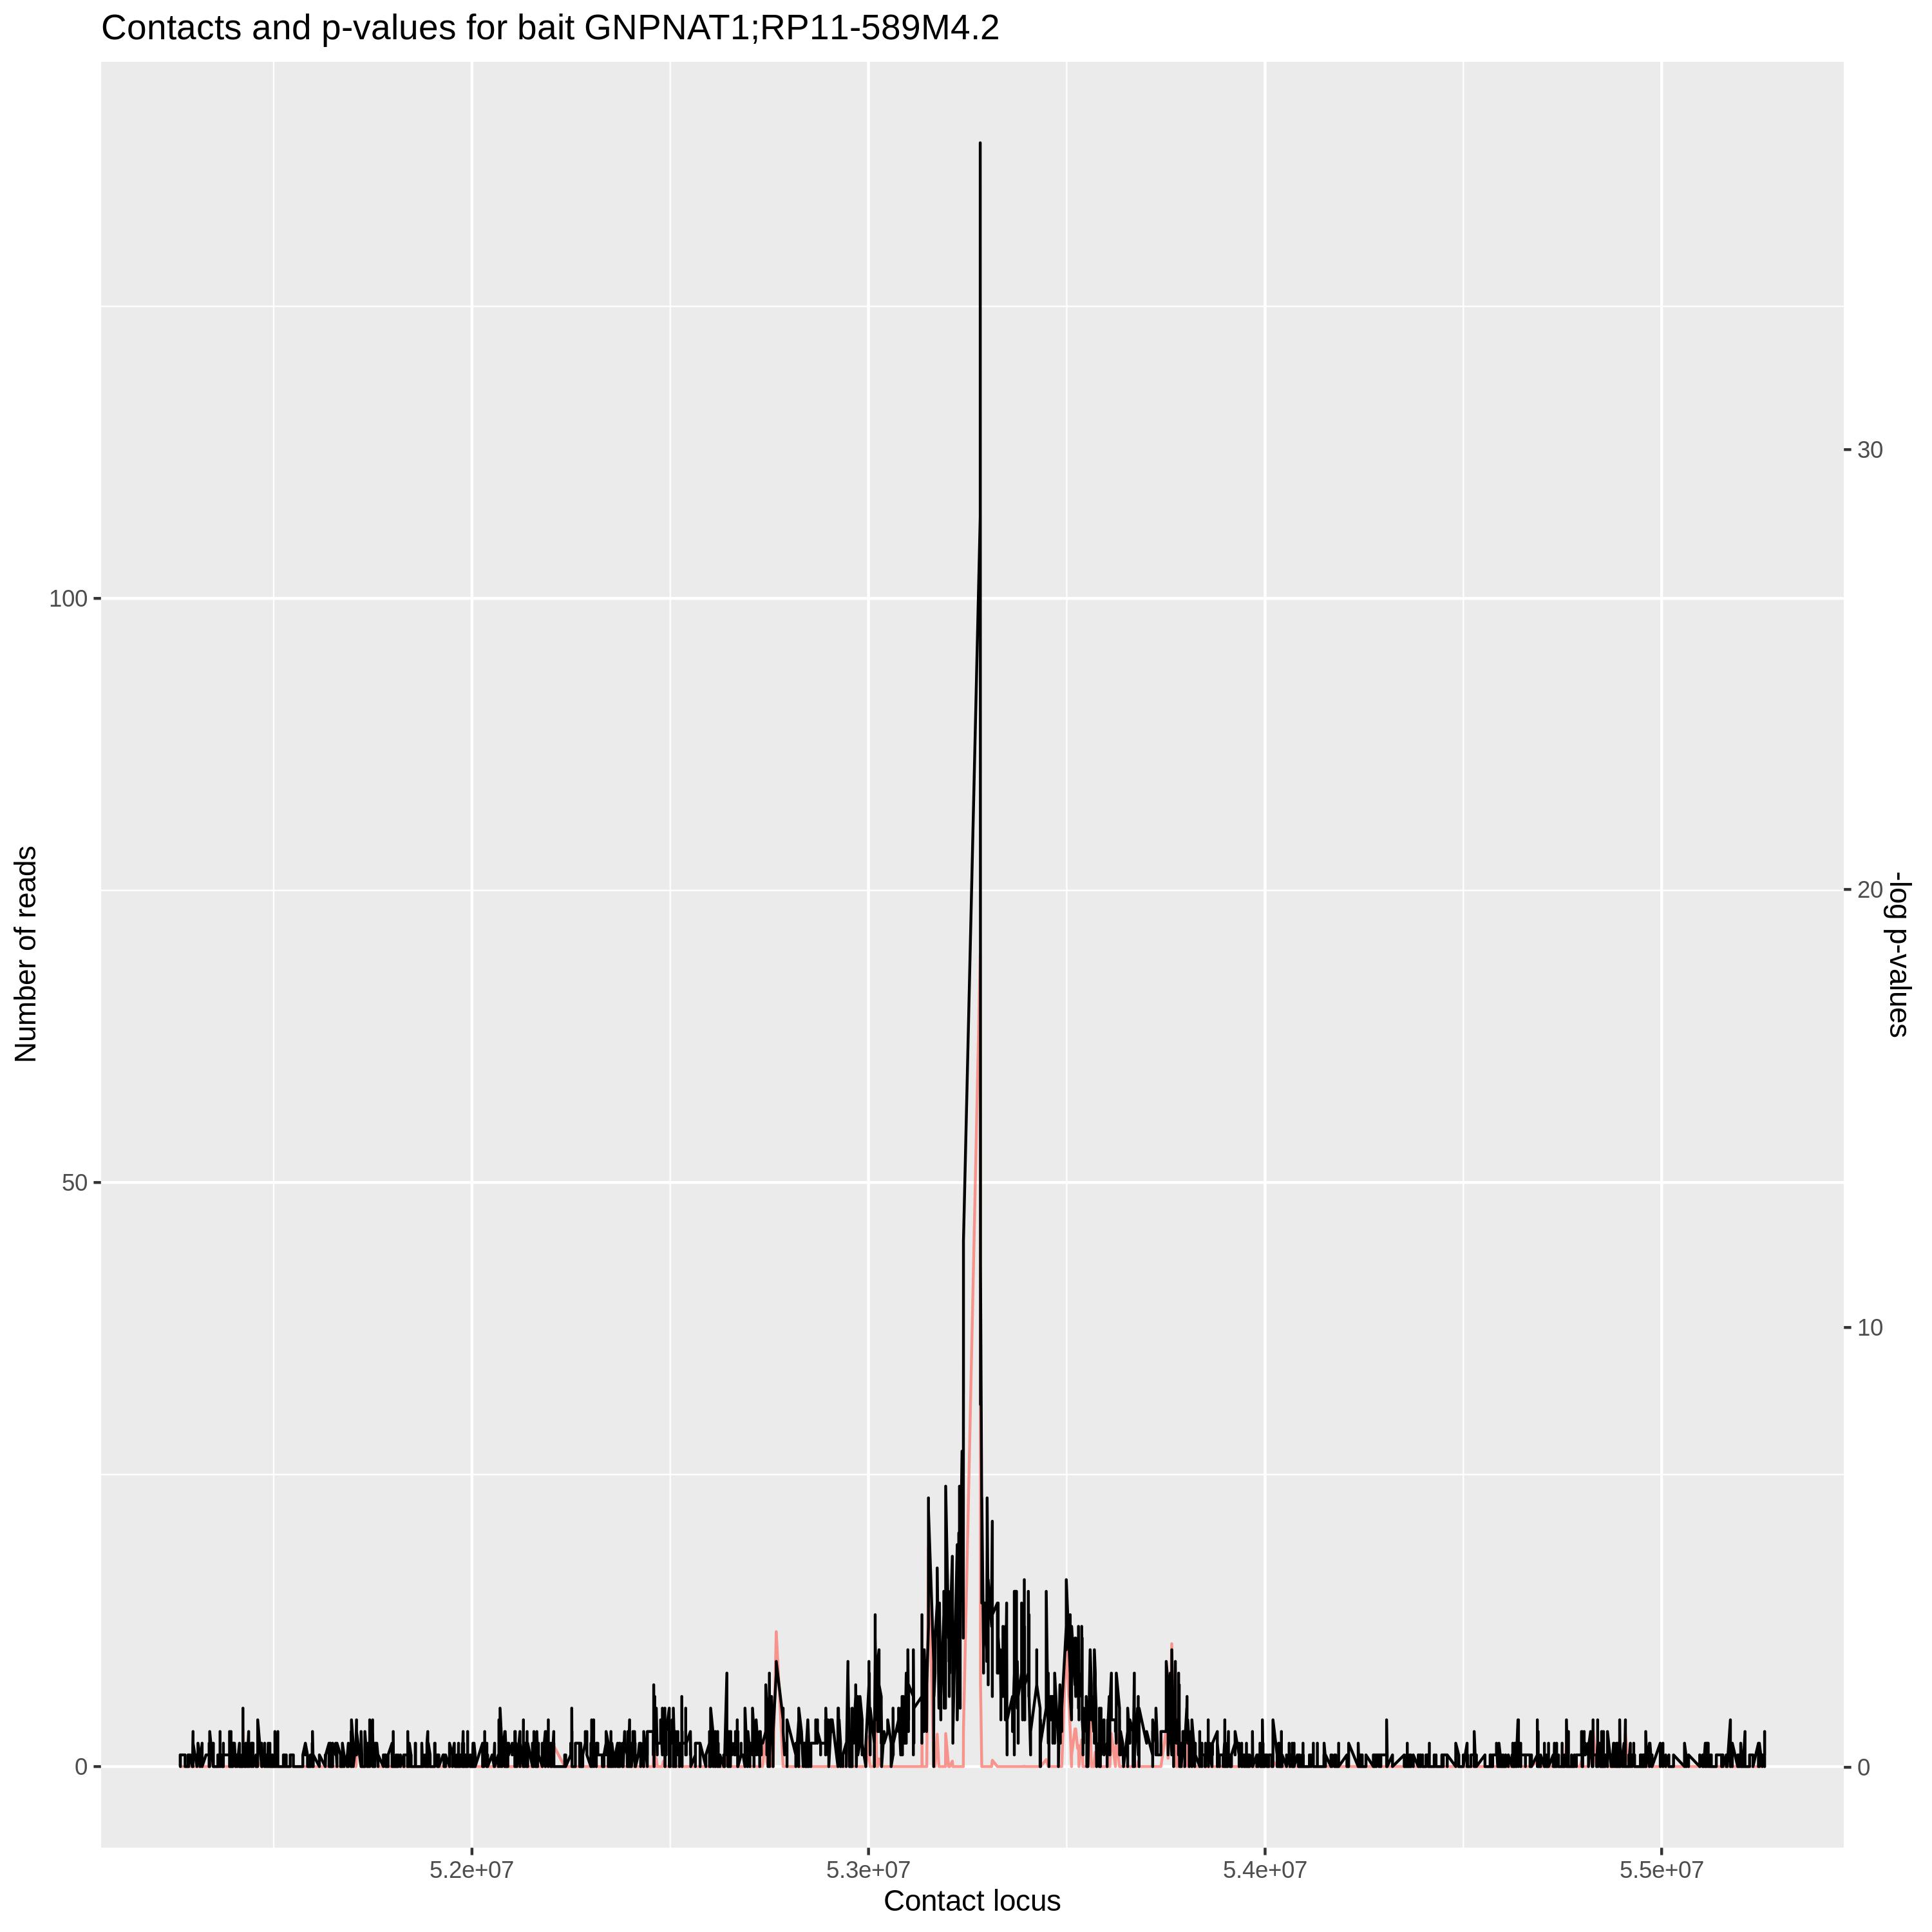 Contacts and p-values for bait GNPNAT1;RP11-589M4.2
100
50
0
Number of reads
30
20
10
0
-log p-values
5.2e+07 5.3e+07 5.4e+07 5.5e+07
Contact locus